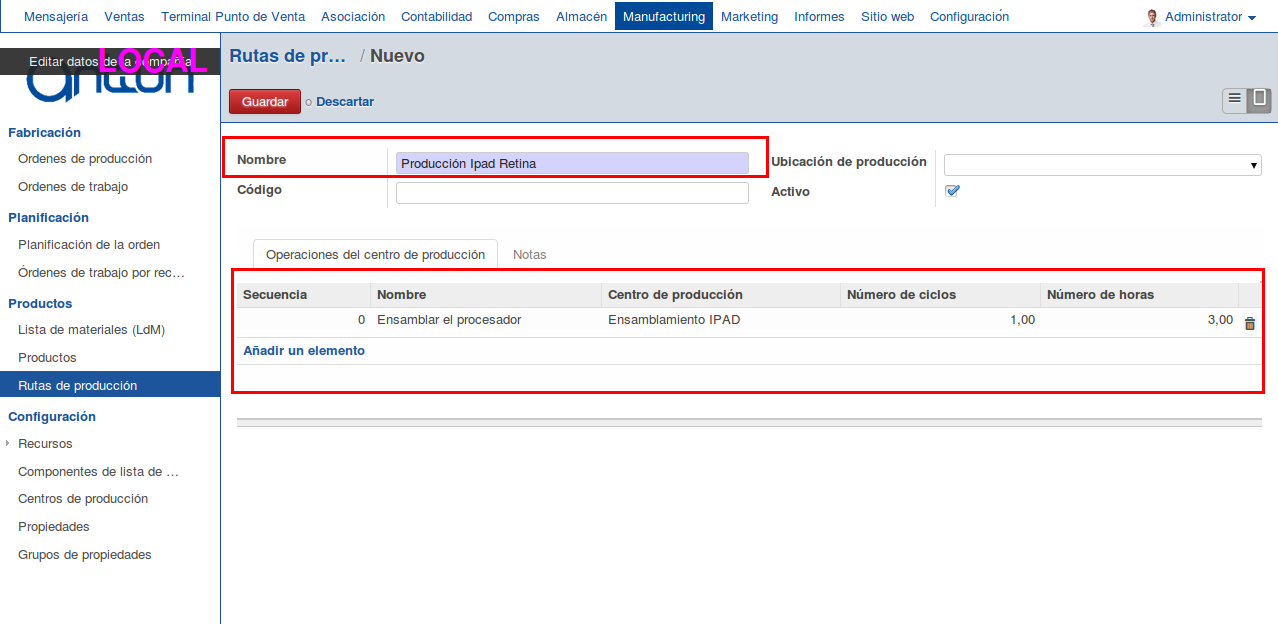 Mensajería Ventas Terminal Punto de Venta Asociación Contabilidad Compras Almacén Manufacturing Marketing Informes Sitio web Configuración Administrator
Editar datos de la compañía
LOCAL
Fabricación
Ordenes de producción
Ordenes de trabajo
Planificación
Planificación de la orden
Órdenes de trabajo por rec…
Productos
Lista de materiales (LdM)
Productos
Rutas de producción
Configuración
Recursos
Componentes de lista de …
Centros de producción
Propiedades
Grupos de propiedades
Rutas de pr… / Nuevo
Guardar o Descartar
Nombre Producción Ipad Retina
Código
Ubicación de producción
Activo
Operaciones del centro de producción Notas
Secuencia Nombre Centro de producción Número de ciclos Número de horas
0 Ensamblar el procesador Ensamblamiento IPAD 1,00 3,00
Añadir un elemento